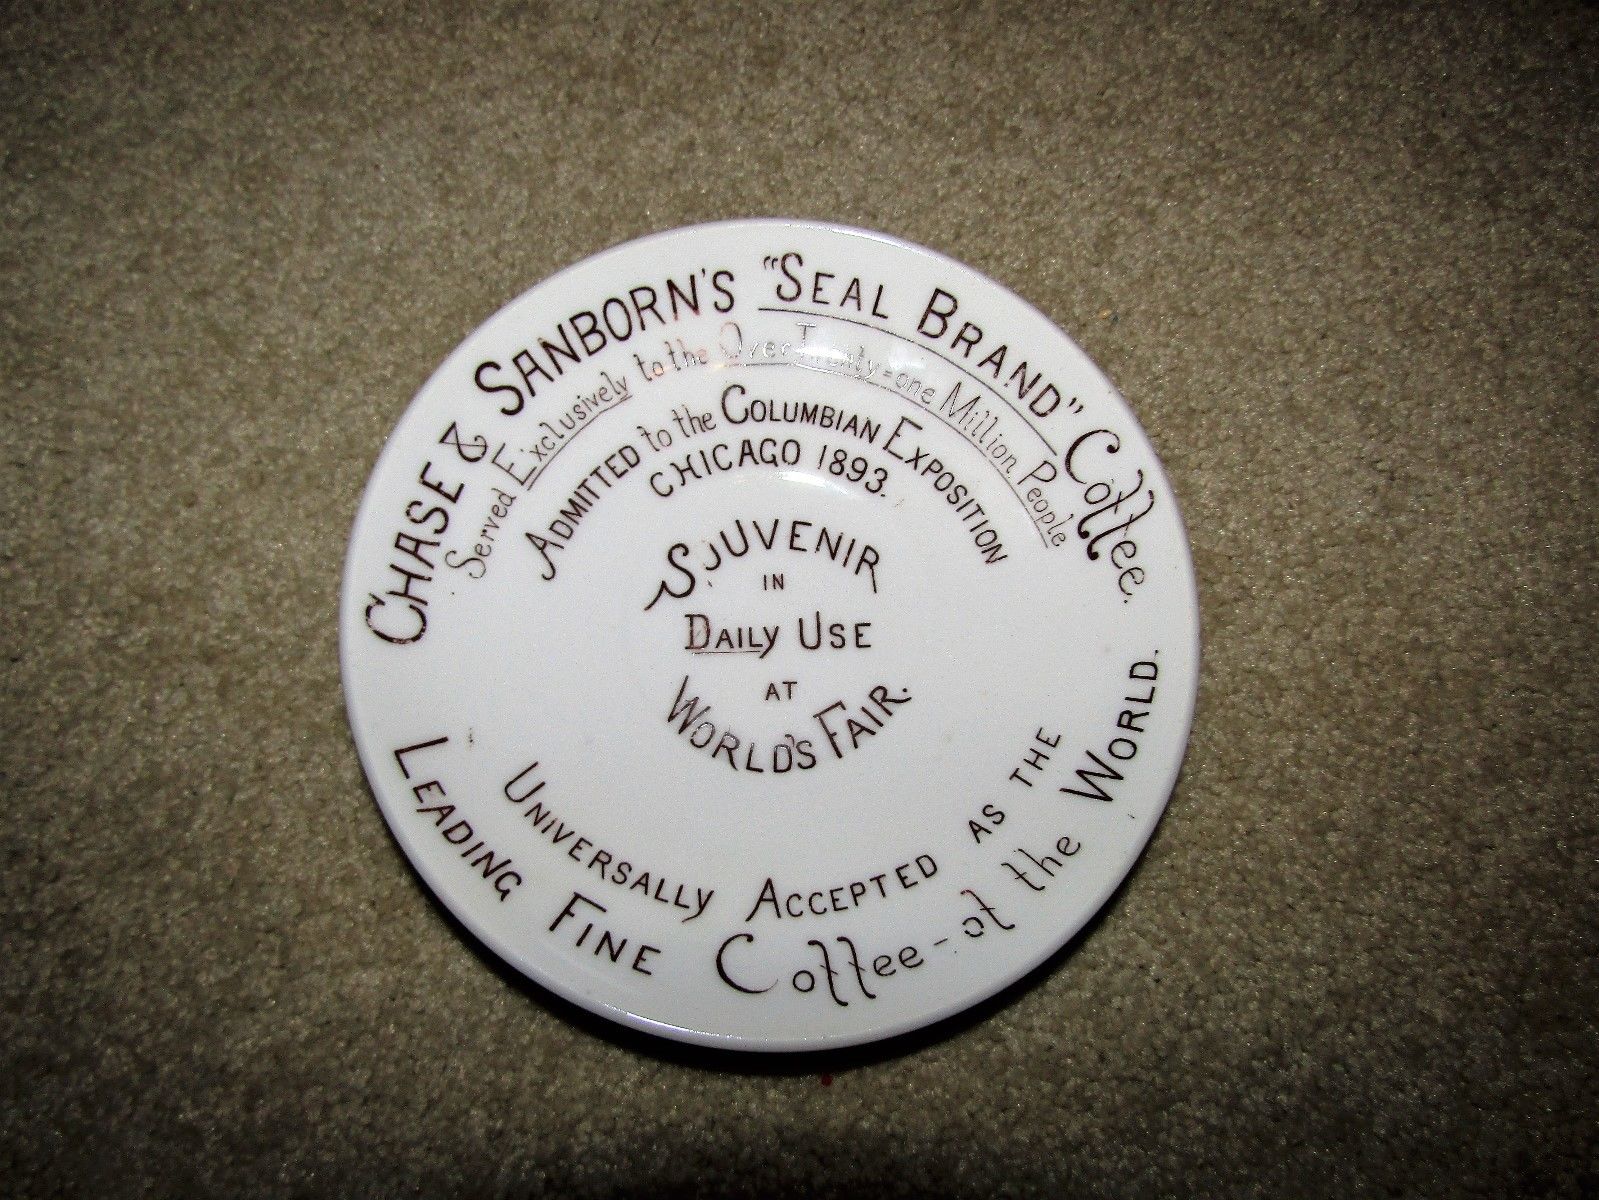 CHASE & SANBORN'S "SEAL BRAND" Coffee.
Served Exclusively to the Over Twenty=one Million People
ADMITTED to the COLUMBIAN EXPOSITION
CHICAGO 1893.
SOUVENIR
IN
DAILY USE
AT
WORLD'S FAIR.
UNIVERSALLY ACCEPTED AS THE
LEADING FINE Coffee - of the WORLD.